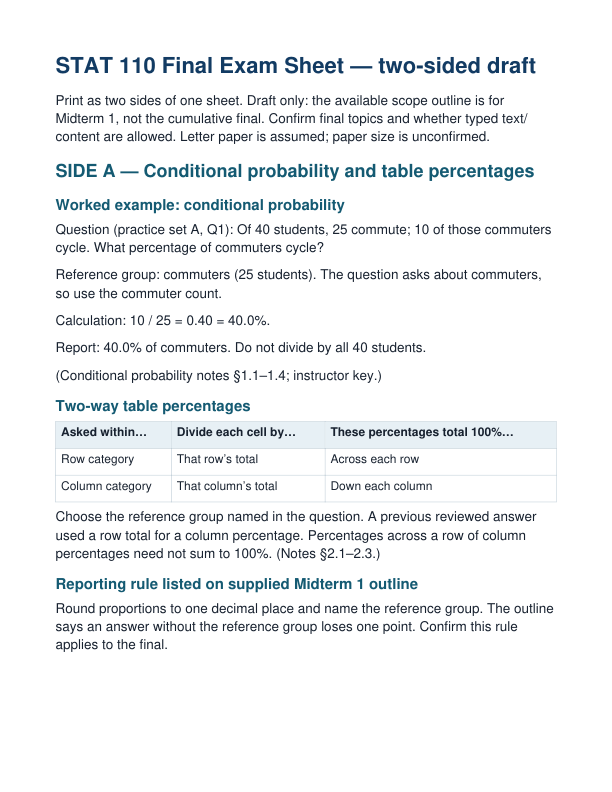 STAT 110 Final Exam Sheet — two-sided draft
Print as two sides of one sheet. Draft only: the available scope outline is for
Midterm 1, not the cumulative final. Confirm final topics and whether typed text/
content are allowed. Letter paper is assumed; paper size is unconfirmed.
SIDE A — Conditional probability and table percentages
Worked example: conditional probability
Question (practice set A, Q1): Of 40 students, 25 commute; 10 of those commuters
cycle. What percentage of commuters cycle?
Reference group: commuters (25 students). The question asks about commuters,
so use the commuter count.
Calculation: 10 / 25 = 0.40 = 40.0%.
Report: 40.0% of commuters. Do not divide by all 40 students.
(Conditional probability notes §1.1–1.4; instructor key.)
Two-way table percentages
Asked within… Divide each cell by… These percentages total 100%…
Row category That row’s total Across each row
Column category That column’s total Down each column
Choose the reference group named in the question. A previous reviewed answer
used a row total for a column percentage. Percentages across a row of column
percentages need not sum to 100%. (Notes §2.1–2.3.)
Reporting rule listed on supplied Midterm 1 outline
Round proportions to one decimal place and name the reference group. The outline
says an answer without the reference group loses one point. Confirm this rule
applies to the final.